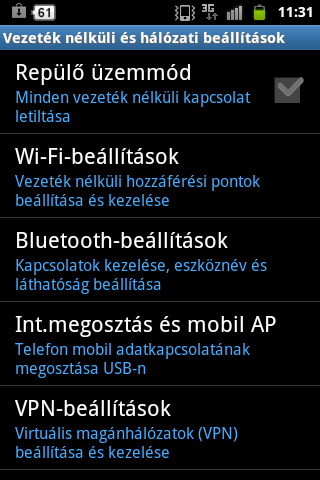 61 3G 11:31
Vezeték nélküli és hálózati beállítások
Repülő üzemmód
Minden vezeték nélküli kapcsolat
letiltása
Wi-Fi-beállítások
Vezeték nélküli hozzáférési pontok
beállítása és kezelése
Bluetooth-beállítások
Kapcsolatok kezelése, eszköznév és
láthatóság beállítása
Int.megosztás és mobil AP
Telefon mobil adatkapcsolatának
megosztása USB-n
VPN-beállítások
Virtuális magánhálózatok (VPN)
beállítása és kezelése